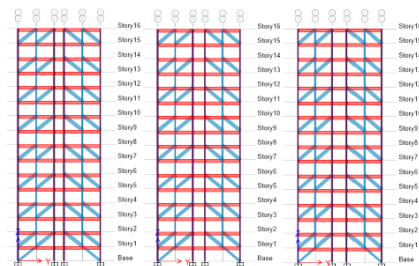 Story16
Story15
Story14
Story13
Story12
Story11
Story10
Story9
Story8
Story7
Story6
Story5
Story4
Story3
Story2
Story1
Base
Y
Story16
Story15
Story14
Story13
Story12
Story11
Story10
Story9
Story8
Story7
Story6
Story5
Story4
Story3
Story2
Story1
Base
Y
Story16
Story15
Story14
Story13
Story12
Story11
Story10
Story9
Story8
Story7
Story6
Story5
Story4
Story3
Story2
Story1
Base
Y